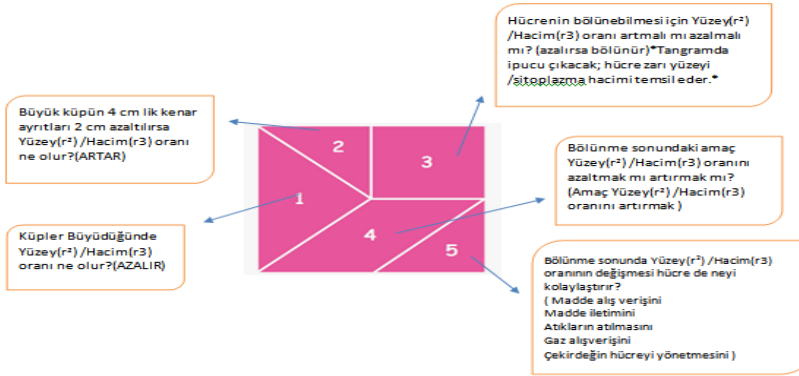 Hücrenin bölünebilmesi için Yüzey(r²)
/Hacim(r3) oranı artmalı mı azalmalı
mı? (azalırsa bölünür)*Tangramda
ipucu çıkacak; hücre zarı yüzeyi
/sitoplazma hacimi temsil eder.*
Büyük küpün 4 cm lik kenar
ayrıtları 2 cm azaltılırsa
Yüzey(r²) /Hacim(r3) oranı
ne olur?(ARTAR)
2
3
1
4
5
Bölünme sonundaki amaç
Yüzey(r²) /Hacim(r3) oranını
azaltmak mı artırmak mı?
(Amaç Yüzey(r²) /Hacim(r3)
oranını artırmak )
Küpler Büyüdüğünde
Yüzey(r²) /Hacim(r3)
oranı ne olur?(AZALIR)
Bölünme sonunda Yüzey(r²) /Hacim(r3)
oranının değişmesi hücre de neyi
kolaylaştırır?
( Madde alış verişini
Madde iletimini
Atıkların atılmasını
Gaz alışverişini
Çekirdeğin hücreyi yönetmesini )